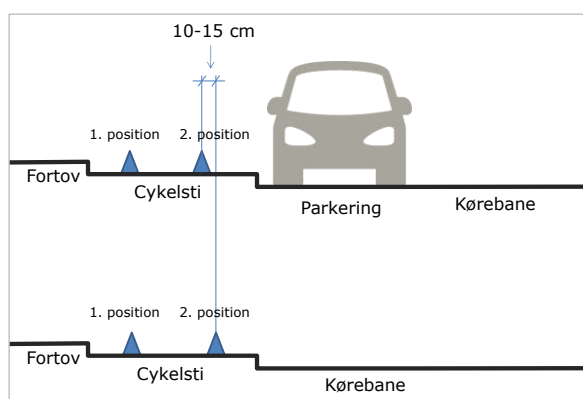 10-15 cm
1. position 2. position
Fortov
Cykelsti
Parkering
Kørebane
1. position 2. position
Fortov
Cykelsti
Kørebane